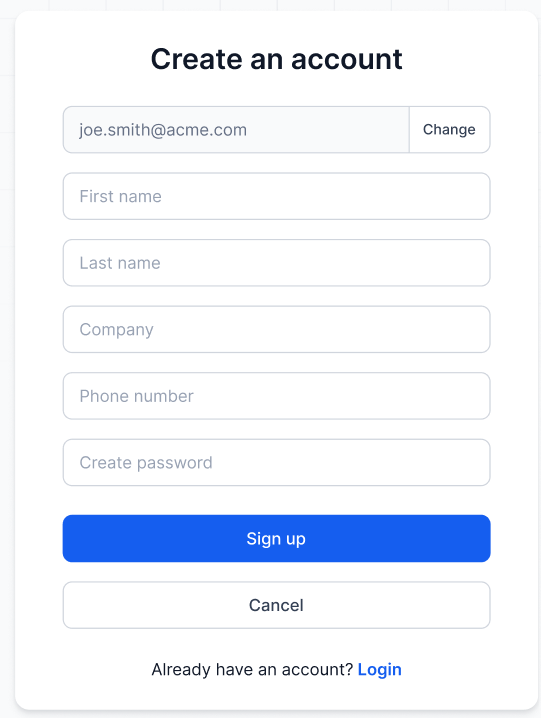 Create an account
joe.smith@acme.com Change
First name
Last name
Company
Phone number
Create password
Sign up
Cancel
Already have an account? Login